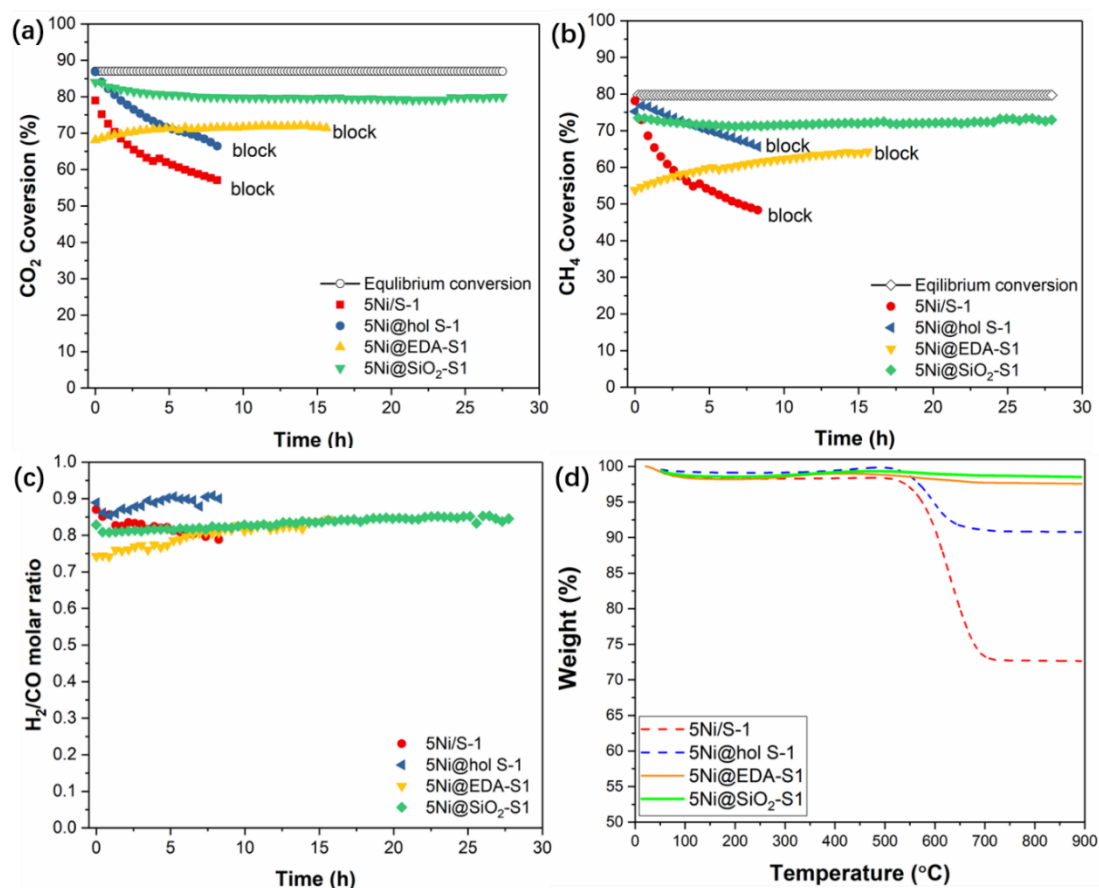 (a)
CO2 Coversion (%)
100
90
80
70
60
50
40
30
20
10
0
block
block
block
Equlibrium conversion
5Ni/S-1
5Ni@hol S-1
5Ni@EDA-S1
5Ni@SiO2-S1
0 5 10 15 20 25 30
Time (h)
(b)
CH4 Coversion (%)
100
90
80
70
60
50
40
30
20
10
0
block
block
block
Eqilibrium conversion
5Ni/S-1
5Ni@hol S-1
5Ni@EDA-S1
5Ni@SiO2-S1
0 5 10 15 20 25 30
Time (h)
(c)
H2/CO molar ratio
1.0
0.9
0.8
0.7
0.6
0.5
0.4
0.3
0.2
0.1
0.0
5Ni/S-1
5Ni@hol S-1
5Ni@EDA-S1
5Ni@SiO2-S1
0 5 10 15 20 25 30
Time (h)
(d)
Weight (%)
100
95
90
85
80
75
70
65
60
55
50
5Ni/S-1
5Ni@hol S-1
5Ni@EDA-S1
5Ni@SiO2-S1
0 100 200 300 400 500 600 700 800 900
Temperature (°C)